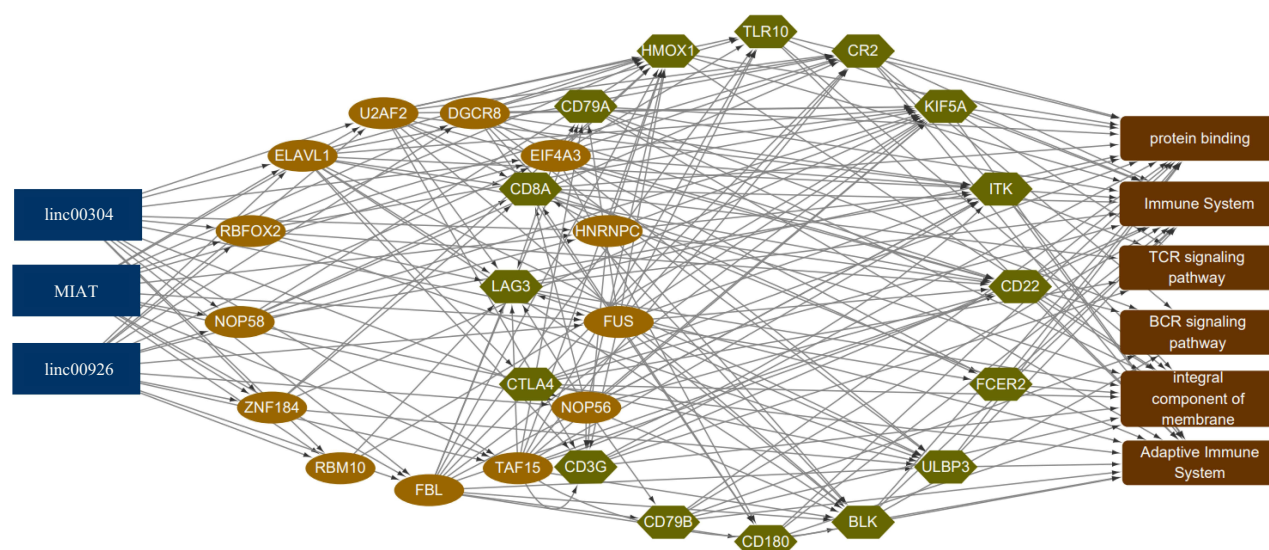 TLR10
HMOX1
CR2
CD79A
KIF5A
U2AF2
DGCR8
protein binding
ELAVL1
EIF4A3
CD8A
ITK
linc00304
Immune System
RBFOX2
HNRNPC
TCR signaling
pathway
MIAT
LAG3
CD22
NOP58
FUS
BCR signaling
pathway
linc00926
CTLA4
FCER2
integral
component of
membrane
ZNF184
NOP56
RBM10
TAF15
CD3G
ULBP3
Adaptive Immune
System
FBL
CD79B
BLK
CD180